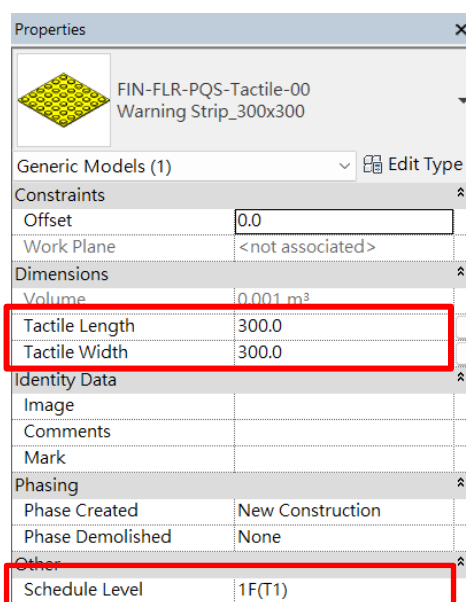 Properties
FIN-FLR-PQS-Tactile-00
Warning Strip_300x300
Generic Models (1) Edit Type
Constraints
Offset 0.0
Work Plane <not associated>
Dimensions
Volume 0.001 m³
Tactile Length 300.0
Tactile Width 300.0
Identity Data
Image
Comments
Mark
Phasing
Phase Created New Construction
Phase Demolished None
Other
Schedule Level 1F(T1)